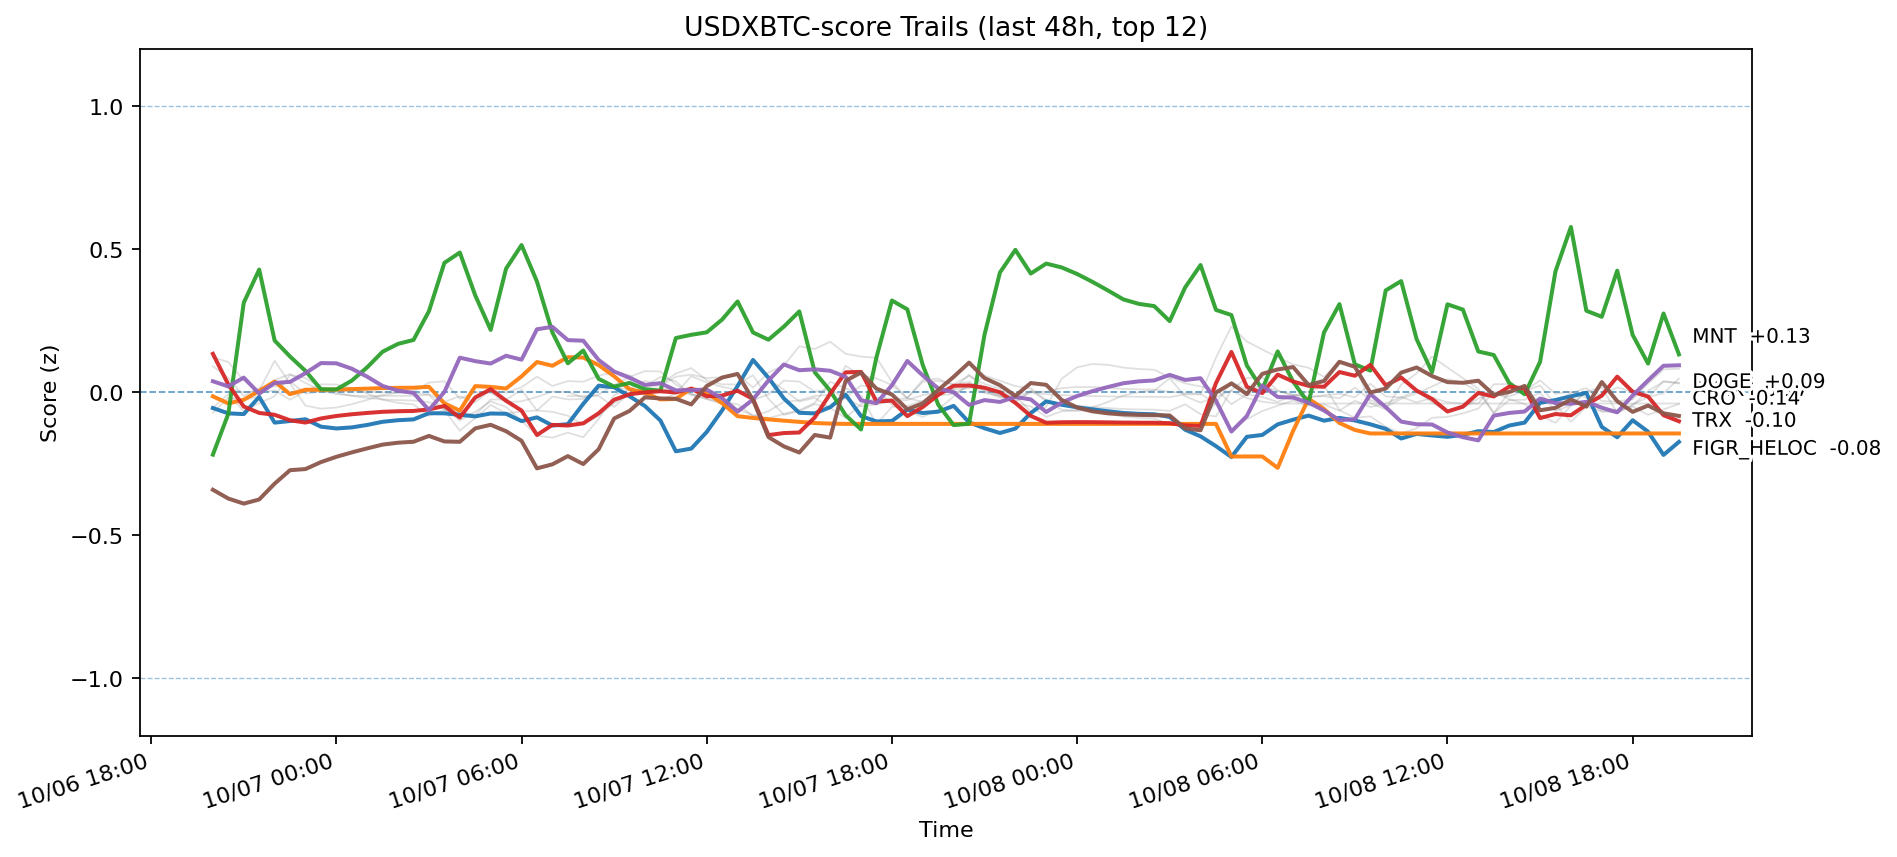 USDXBTC-score Trails (last 48h, top 12)
Score (z)
1.0
0.5
0.0
−0.5
−1.0
MNT +0.13
DOGE +0.09
CRO -0.14
TRX -0.10
FIGR_HELOC -0.08
10/06 18:00
10/07 00:00
10/07 06:00
10/07 12:00
10/07 18:00
10/08 00:00
10/08 06:00
10/08 12:00
10/08 18:00
Time